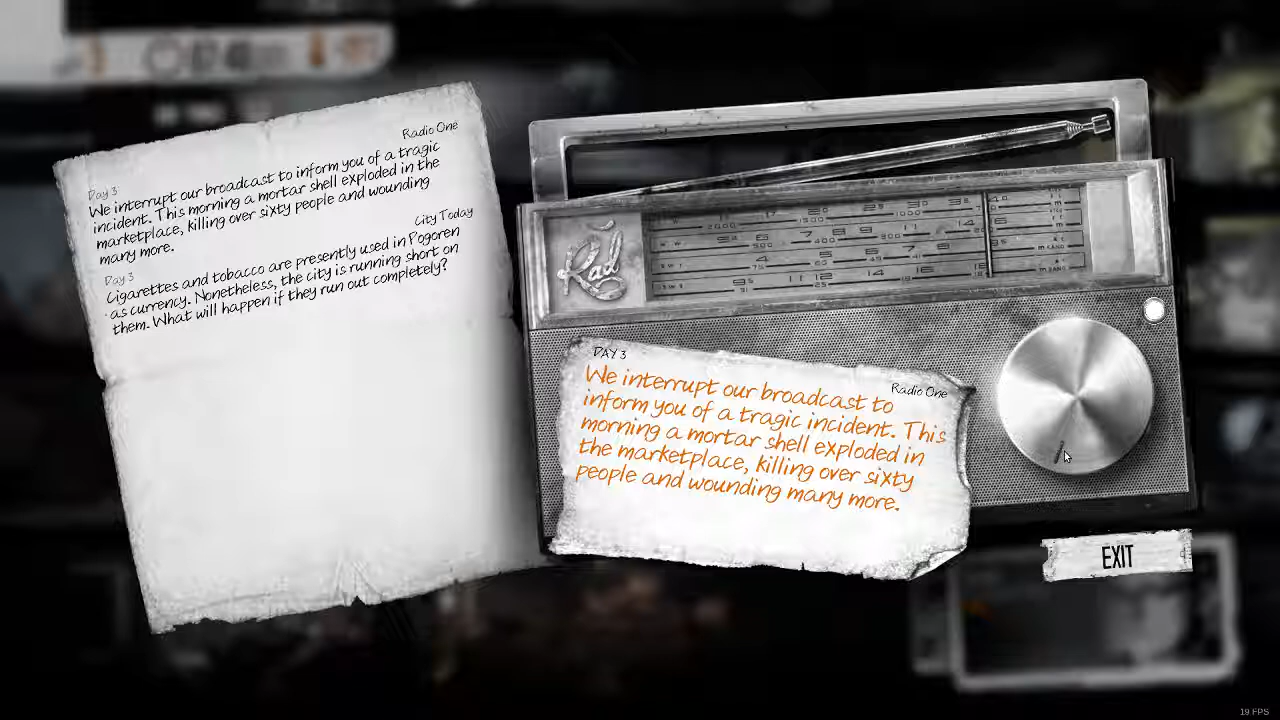 Radio One
Day 3
We interrupt our broadcast to inform you of a tragic
incident. This morning a mortar shell exploded in the
marketplace, killing over sixty people and wounding
many more.
City Today
Day 3
Cigarettes and tobacco are presently used in Pogoren
as currency. Nonetheless, the city is running short on
them. What will happen if they run out completely?
Rad
DAY 3
Radio One
We interrupt our broadcast to
inform you of a tragic incident. This
morning a mortar shell exploded in
the marketplace, killing over sixty
people and wounding many more.
EXIT
19 FPS